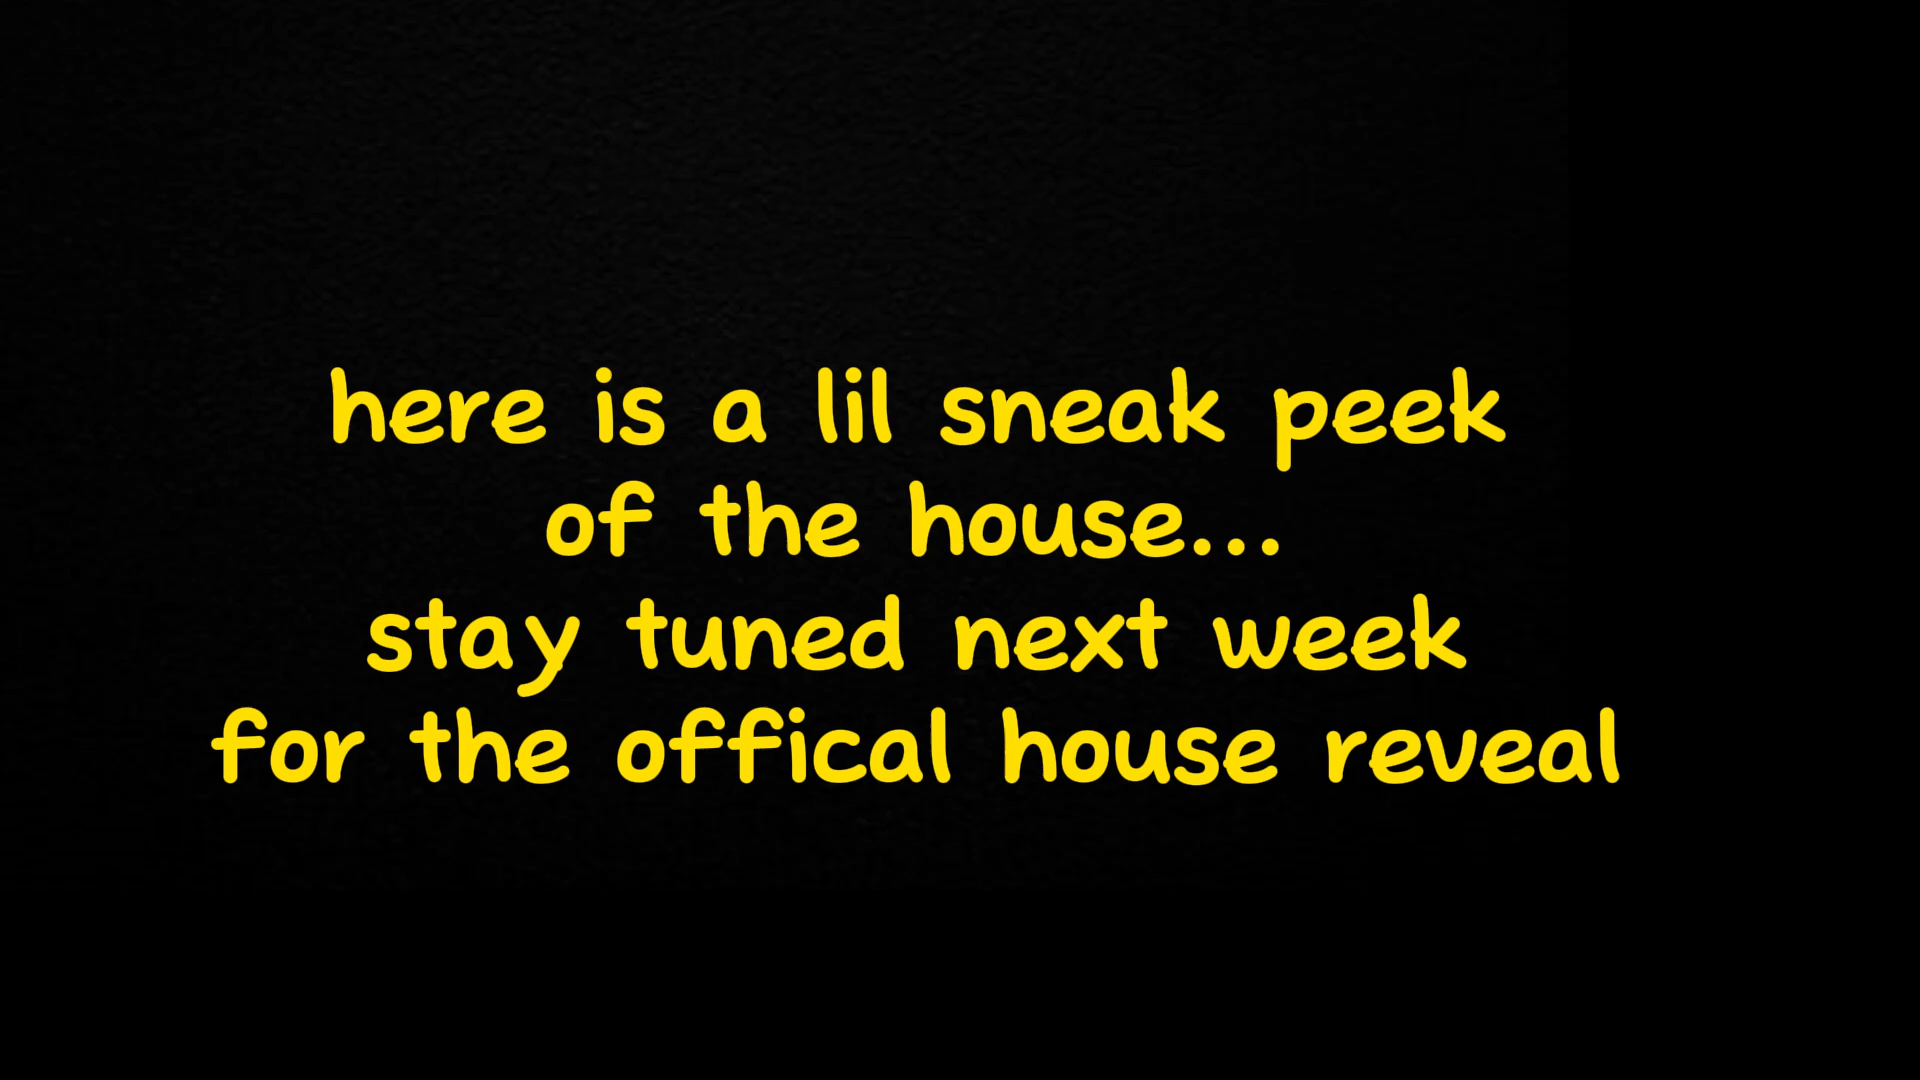 here is a lil sneak peek
of the house...
stay tuned next week
for the offical house reveal